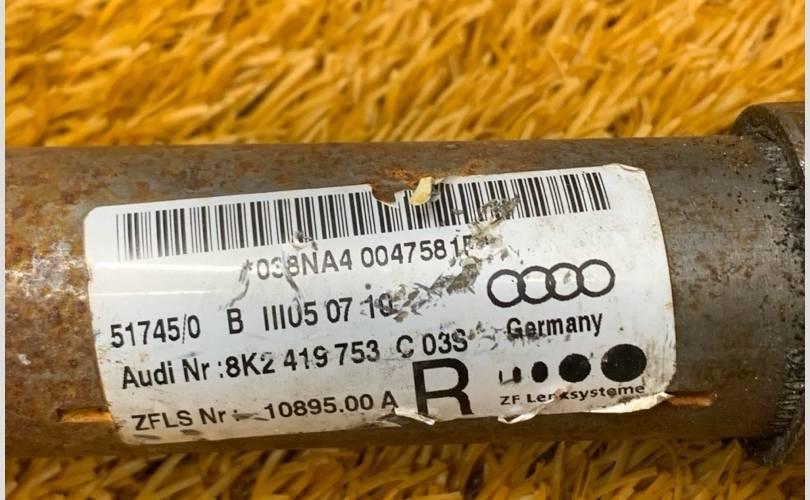 *038NA4 0047581
51745/0 B III05 07 10
Germany
Audi Nr :8K2 419 753 C 03S
ZFLS Nr: 10895.00 A R
ZF Lenksysteme